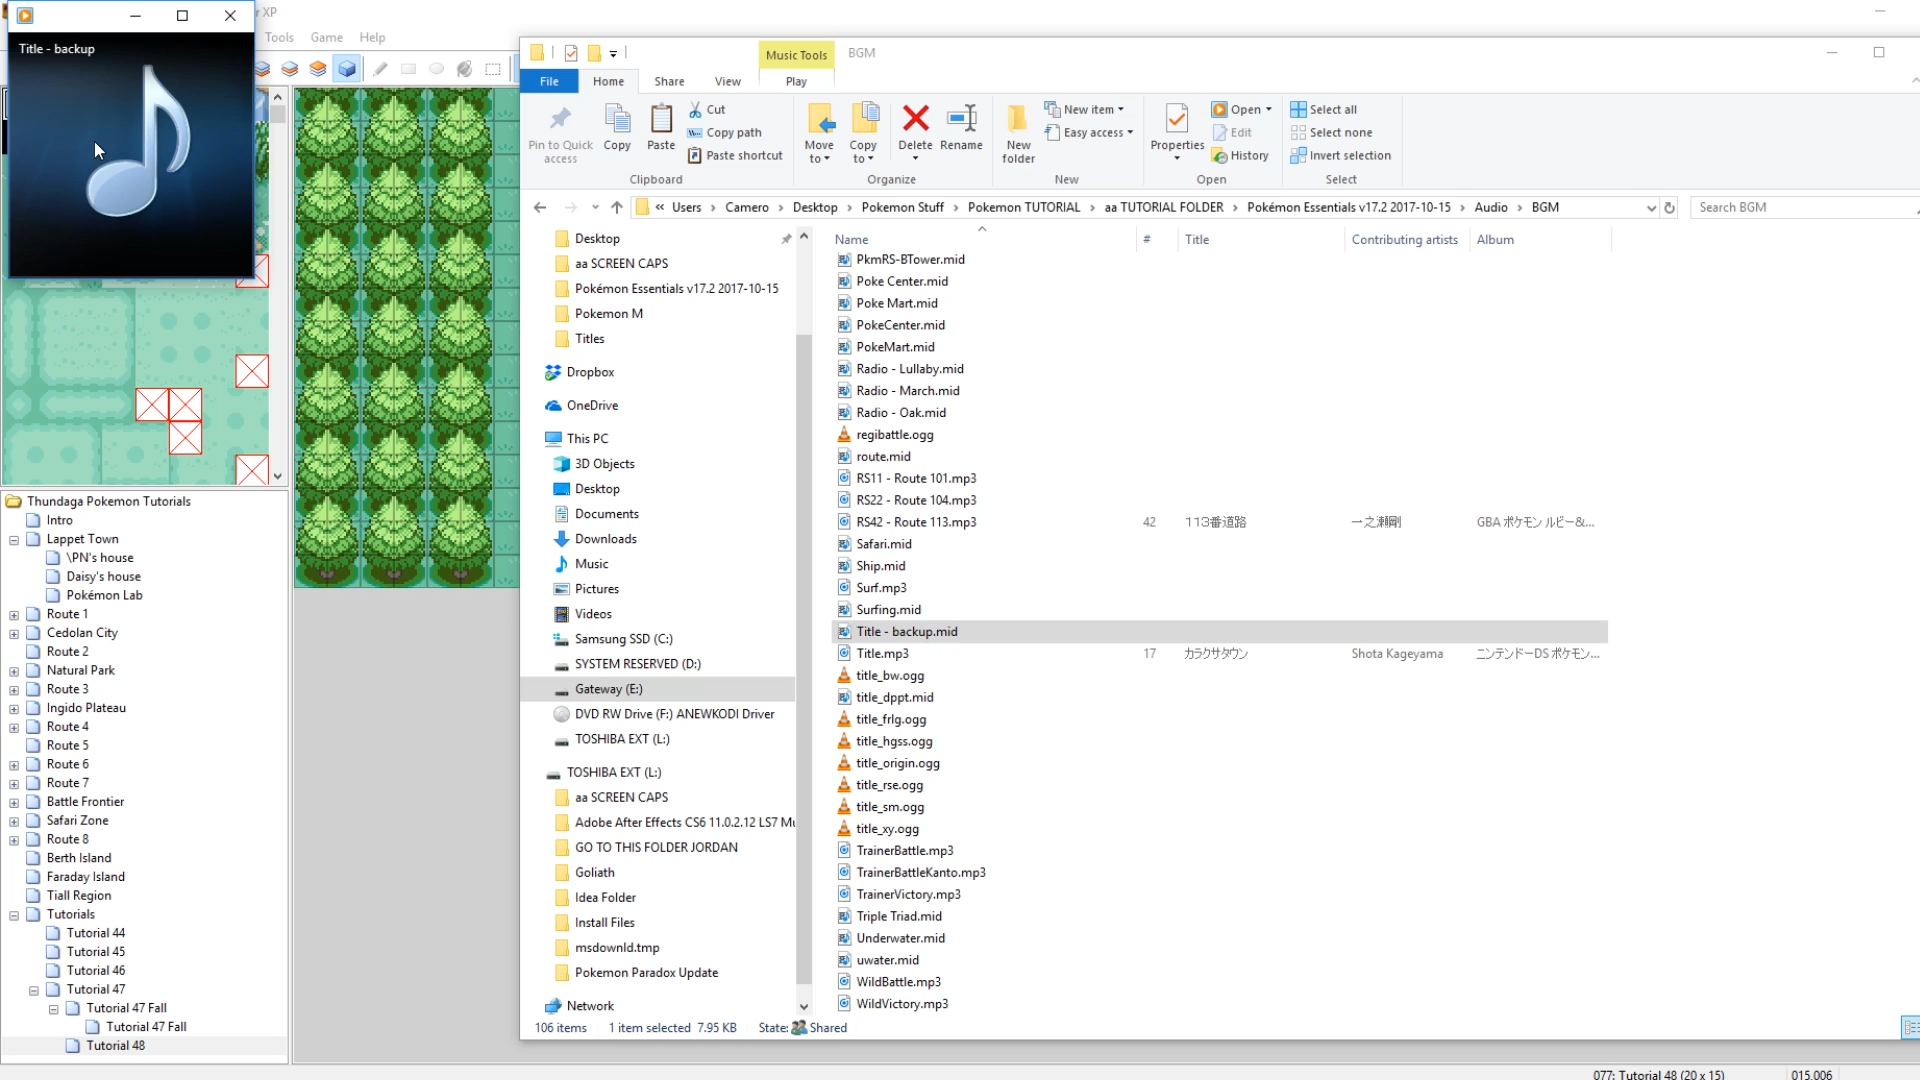 r XP
Title - backup
Tools Game Help
Music Tools BGM
File Home Share View Play
Pin to Quick access
Copy
Paste
Cut
Copy path
Paste shortcut
Clipboard
Move to
Copy to
Delete
Rename
Organize
New folder
New item
Easy access
New
Properties
Open
Edit
History
Open
Select all
Select none
Invert selection
Select
« Users › Camero › Desktop › Pokemon Stuff › Pokemon TUTORIAL › aa TUTORIAL FOLDER › Pokémon Essentials v17.2 2017-10-15 › Audio › BGM
Search BGM
Desktop
aa SCREEN CAPS
Pokémon Essentials v17.2 2017-10-15
Pokemon M
Titles
Dropbox
OneDrive
This PC
3D Objects
Desktop
Documents
Downloads
Music
Pictures
Videos
Samsung SSD (C:)
SYSTEM RESERVED (D:)
Gateway (E:)
DVD RW Drive (F:) ANEWKODI Driver
TOSHIBA EXT (L:)
TOSHIBA EXT (L:)
aa SCREEN CAPS
Adobe After Effects CS6 11.0.2.12 LS7 Mu
GO TO THIS FOLDER JORDAN
Goliath
Idea Folder
Install Files
msdownld.tmp
Pokemon Paradox Update
Network
Name # Title Contributing artists Album
PkmRS-BTower.mid
Poke Center.mid
Poke Mart.mid
PokeCenter.mid
PokeMart.mid
Radio - Lullaby.mid
Radio - March.mid
Radio - Oak.mid
regibattle.ogg
route.mid
RS11 - Route 101.mp3
RS22 - Route 104.mp3
RS42 - Route 113.mp3 42 113番道路 一之瀬剛 GBA ポケモン ルビー&...
Safari.mid
Ship.mid
Surf.mp3
Surfing.mid
Title - backup.mid
Title.mp3 17 カラクサタウン Shota Kageyama ニンテンドーDS ポケモン...
title_bw.ogg
title_dppt.mid
title_frlg.ogg
title_hgss.ogg
title_origin.ogg
title_rse.ogg
title_sm.ogg
title_xy.ogg
TrainerBattle.mp3
TrainerBattleKanto.mp3
TrainerVictory.mp3
Triple Triad.mid
Underwater.mid
uwater.mid
WildBattle.mp3
WildVictory.mp3
106 items 1 item selected 7.95 KB State: Shared
Thundaga Pokemon Tutorials
Intro
Lappet Town
\PN's house
Daisy's house
Pokémon Lab
Route 1
Cedolan City
Route 2
Natural Park
Route 3
Ingido Plateau
Route 4
Route 5
Route 6
Route 7
Battle Frontier
Safari Zone
Route 8
Berth Island
Faraday Island
Tiall Region
Tutorials
Tutorial 44
Tutorial 45
Tutorial 46
Tutorial 47
Tutorial 47 Fall
Tutorial 47 Fall
Tutorial 48
077: Tutorial 48 (20 x 15) 015.006